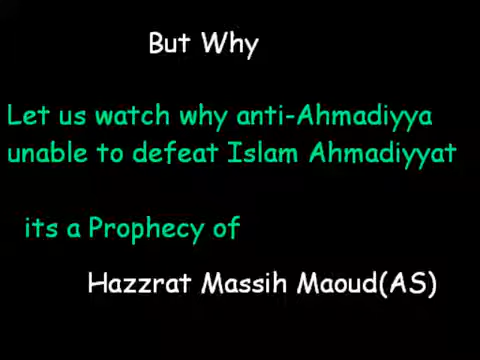 But Why
Let us watch why anti-Ahmadiyya
unable to defeat Islam Ahmadiyyat
its a Prophecy of
Hazzrat Massih Maoud(AS)